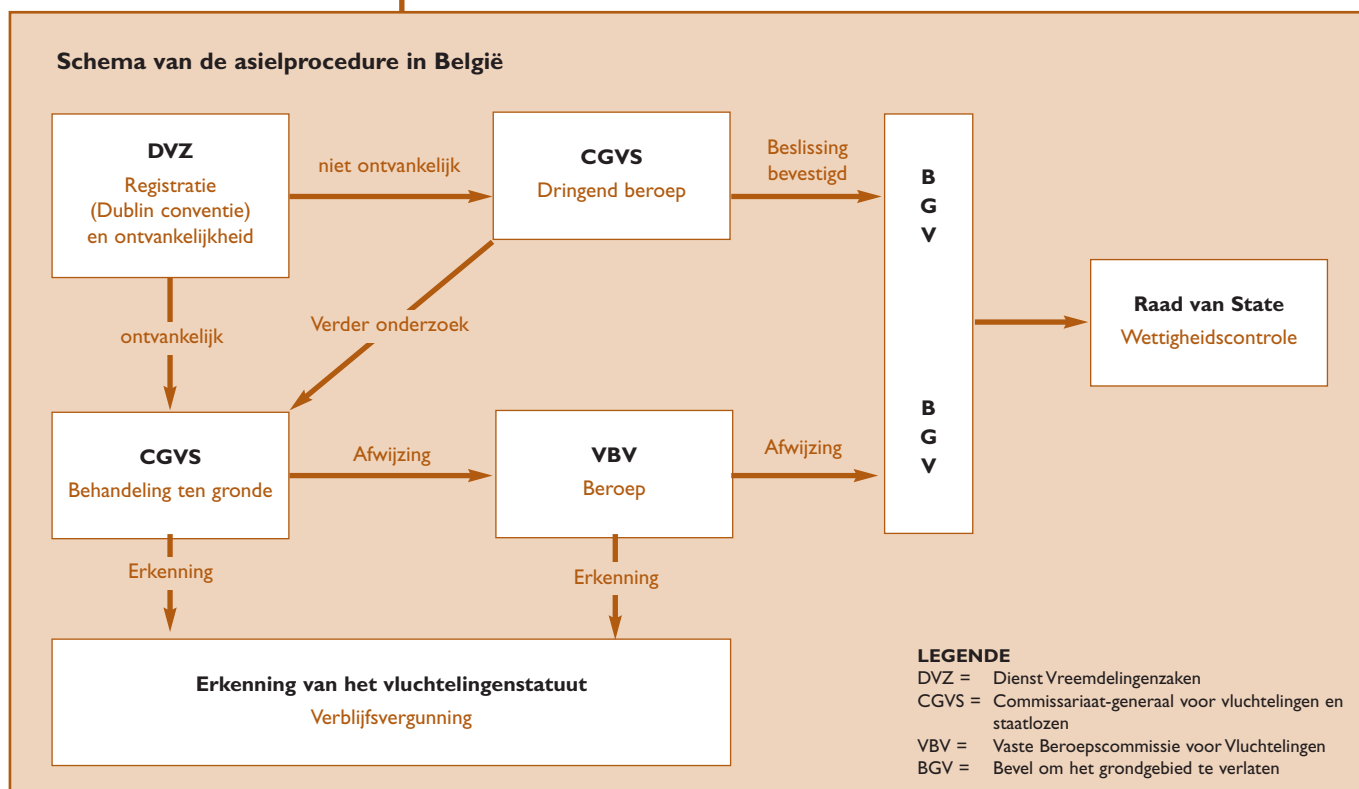 Schema van de asielprocedure in België
DVZ
Registratie
(Dublin conventie)
en ontvankelijkheid
niet ontvankelijk
CGVS
Dringend beroep
Beslissing
bevestigd
B
G
V
Raad van State
Wettigheidscontrole
ontvankelijk
Verder onderzoek
CGVS
Behandeling ten gronde
Afwijzing
VBV
Beroep
Afwijzing
B
G
V
Erkenning
Erkenning
Erkenning van het vluchtelingenstatuut
Verblijfsvergunning
LEGENDE
DVZ = Dienst Vreemdelingenzaken
CGVS = Commissariaat-generaal voor vluchtelingen en
staatlozen
VBV = Vaste Beroepscommissie voor Vluchtelingen
BGV = Bevel om het grondgebied te verlaten